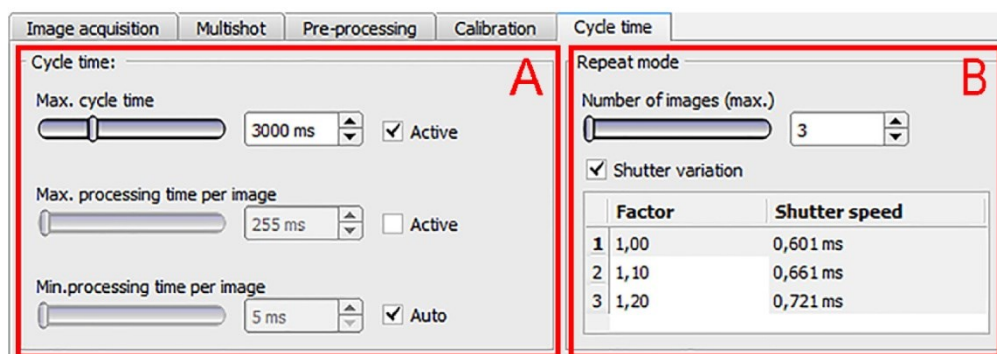 Image acquisition Multishot Pre-processing Calibration Cycle time
Cycle time:
A
Max. cycle time
3000 ms Active
Max. processing time per image
255 ms Active
Min.processing time per image
5 ms Auto
Repeat mode
B
Number of images (max.)
3
Shutter variation
Factor Shutter speed
1 1,00 0,601 ms
2 1,10 0,661 ms
3 1,20 0,721 ms